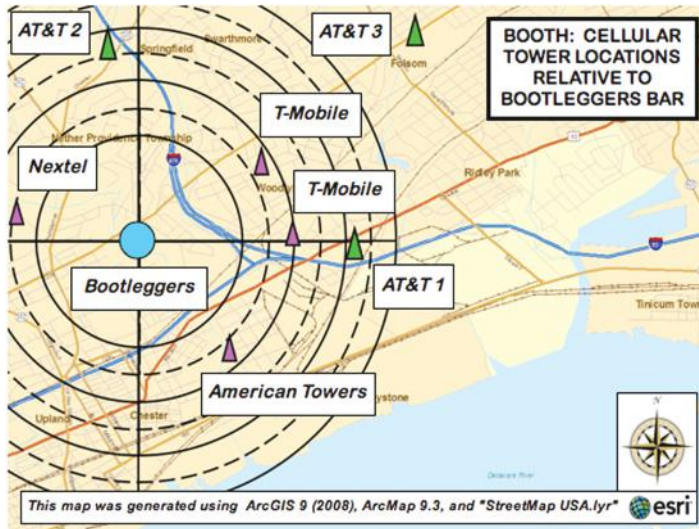 AT&T 2
AT&T 3
BOOTH: CELLULAR
TOWER LOCATIONS
RELATIVE TO
BOOTLEGGERS BAR
Swarthmore
Springfield
Folsom
T-Mobile
Nether Providence Township
Nextel
T-Mobile
Ridley Park
Bootleggers
AT&T 1
Tinicum Town
American Towers
Upland
Chester
N
Delaware River
This map was generated using ArcGIS 9 (2008), ArcMap 9.3, and "StreetMap USA.lyr"
esri